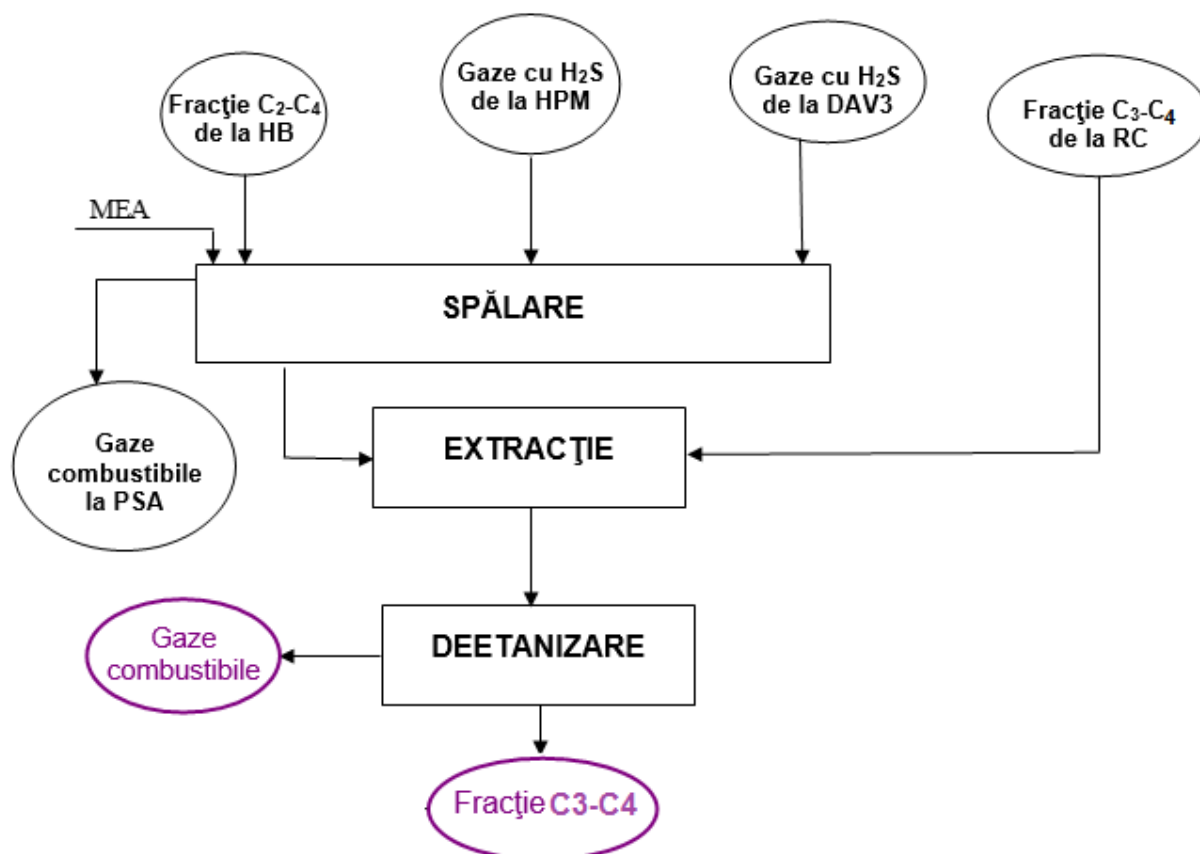 Fracţie C₂-C₄
de la HB
Gaze cu H₂S
de la HPM
Gaze cu H₂S
de la DAV3
Fracţie C₃-C₄
de la RC
MEA
SPĂLARE
Gaze
combustibile
la PSA
EXTRACŢIE
DEETANIZARE
Gaze
combustibile
Fracţie C3-C4